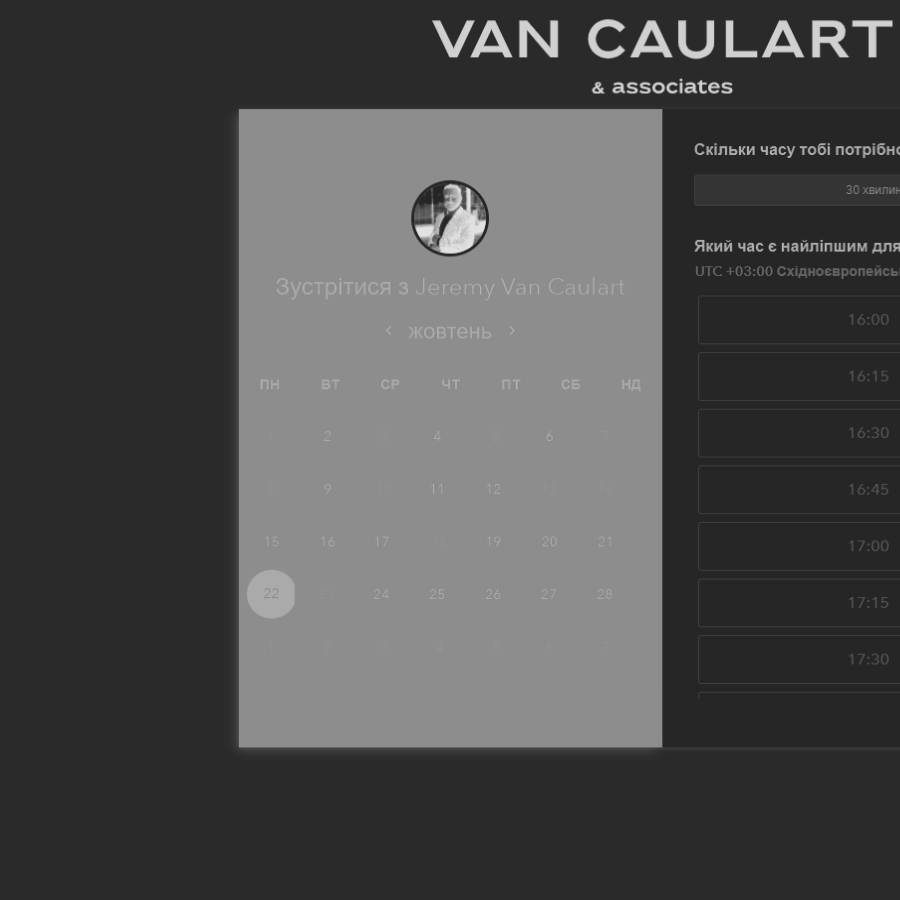 VAN CAULART
& associates
Зустрітися з Jeremy Van Caulart
жовтень
ПН ВТ СР ЧТ ПТ СБ НД
1 2 3 4 5 6 7
8 9 10 11 12 13 14
15 16 17 18 19 20 21
22 23 24 25 26 27 28
1 2 3 4 5 6 7
Скільки часу тобі потрібно
30 хвилин
Який час є найліпшим для
UTC +03:00 Східноєвропейсь
16:00
16:15
16:30
16:45
17:00
17:15
17:30